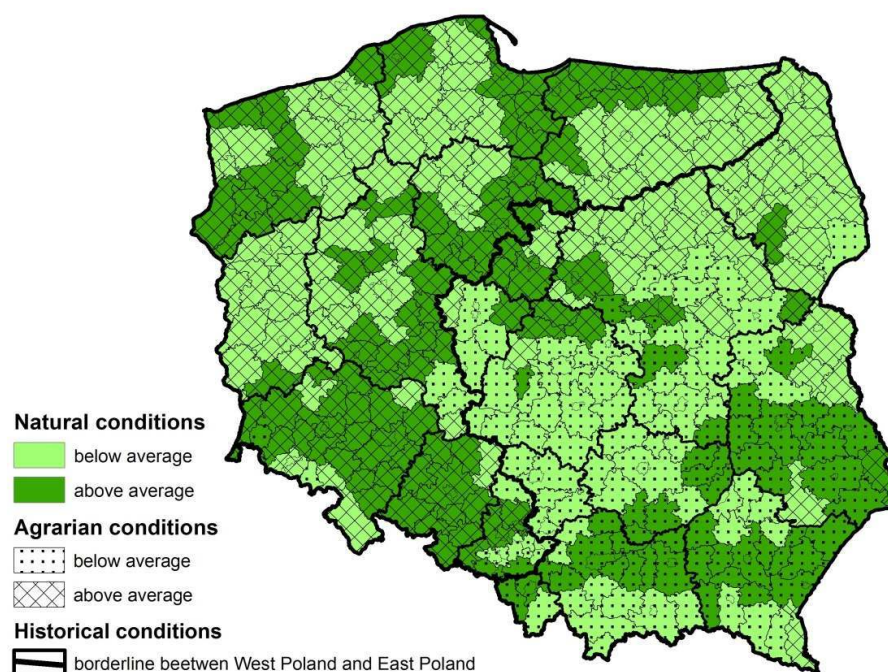 Natural conditions
below average
above average
Agrarian conditions
below average
above average
Historical conditions
borderline beetwen West Poland and East Poland